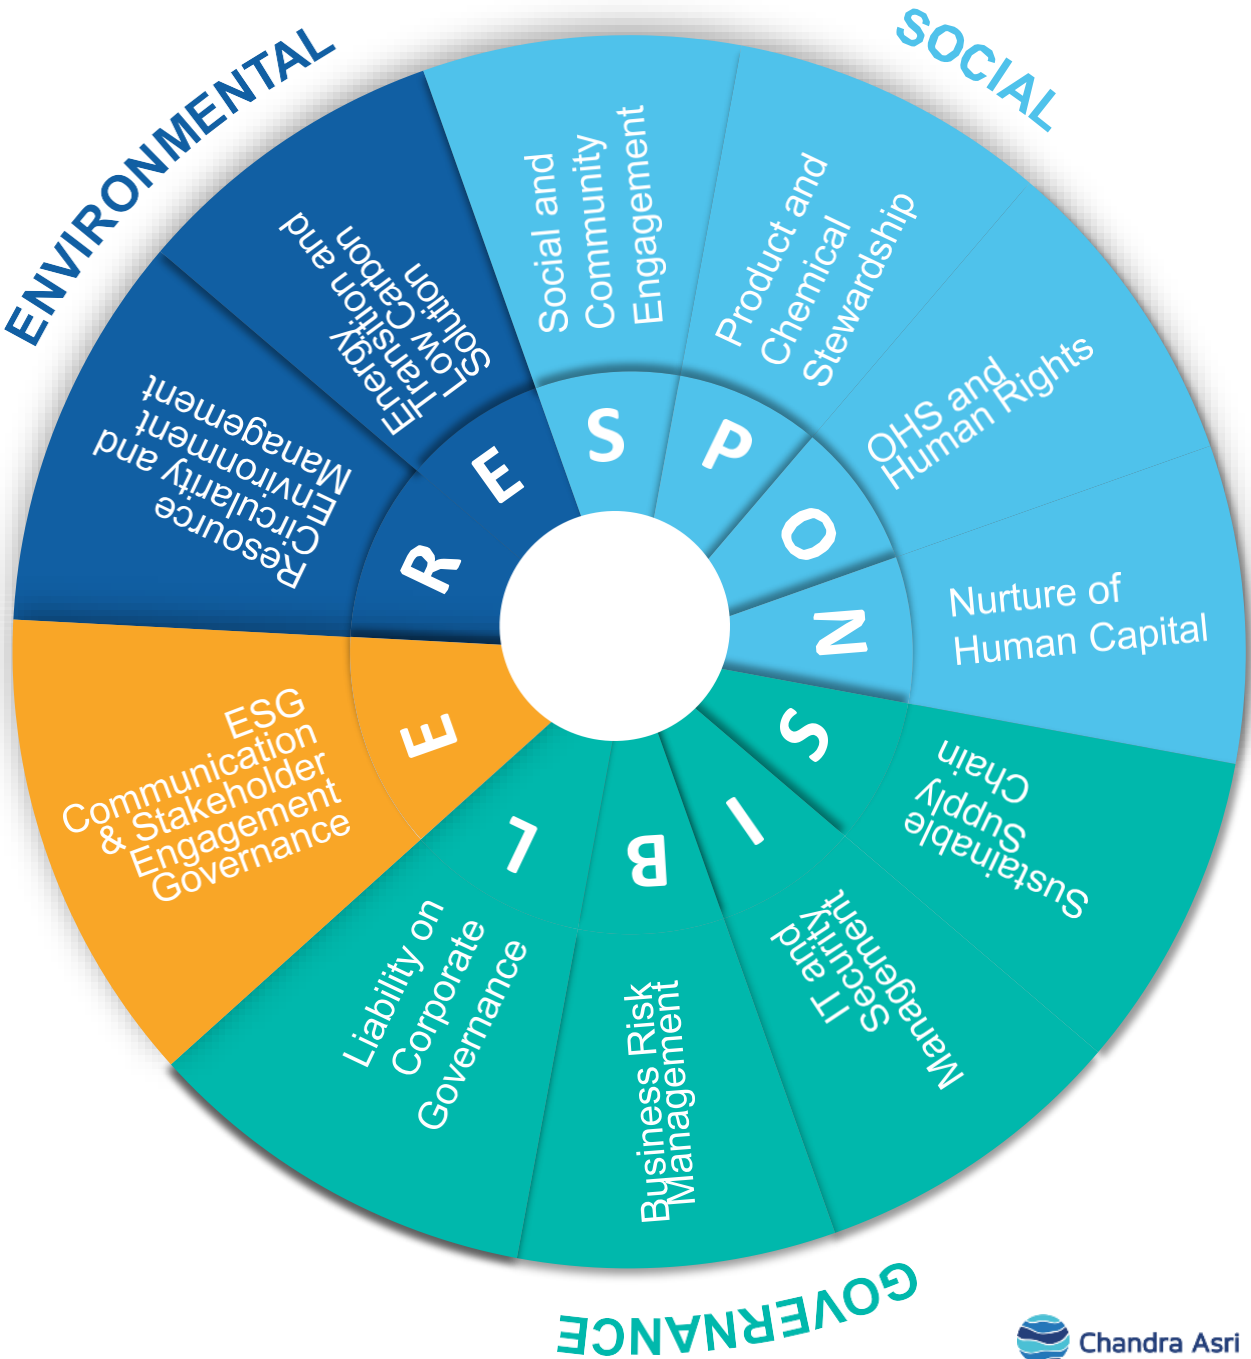 ENVIRONMENTAL
SOCIAL
GOVERNANCE
R
Resource
Circularity and
Environment
Management
E
Energy
Transition and
Low Carbon
Solution
S
Social and
Community
Engagement
P
Product and
Chemical
Stewardship
O
OHS and
Human Rights
N
Nurture of
Human Capital
S
Sustainable
Supply
Chain
I
IT and
Security
Management
B
Business Risk
Management
L
Liability on
Corporate
Governance
E
ESG
Communication
& Stakeholder
Engagement
Governance
Chandra Asri